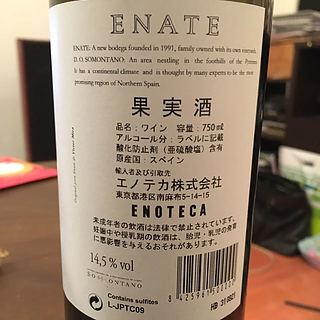 ENATE
ENATE: A new bodega founded in 1991, family owned with its own vineyards.
D.O. SOMONTANO: An area nestling in the foothills of the Pyrenees.
It has a continental climate and is thought by many experts to be the most
promising region of Northern Spain.
果実酒
品名：ワイン 容量：750㎖
アルコール分：ラベルに記載
酸化防止剤（亜硫酸塩）含有
原産国：スペイン
輸入者及び引取先
エノテカ株式会社
東京都港区南麻布5-14-15
ENOTECA
未成年者の飲酒は法律で禁止されています。
妊娠中や授乳期の飲酒は、胎児・乳児の発育
に悪影響を与えるおそれがあります。
14,5 % vol
SOMONTANO
Contains sulfites
L-JPTC09